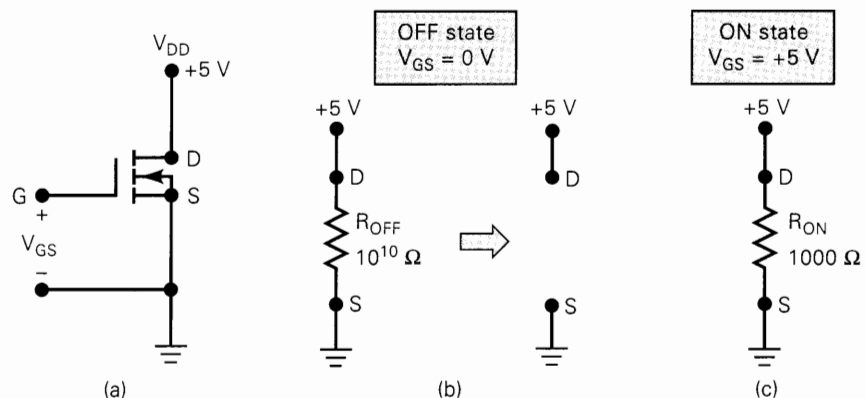 V_DD
+5 V
D
G
S
+
V_GS
−
(a)
OFF state
V_GS = 0 V
+5 V
D
R_OFF
10^10 Ω
S
+5 V
D
S
(b)
ON state
V_GS = +5 V
+5 V
D
R_ON
1000 Ω
S
(c)